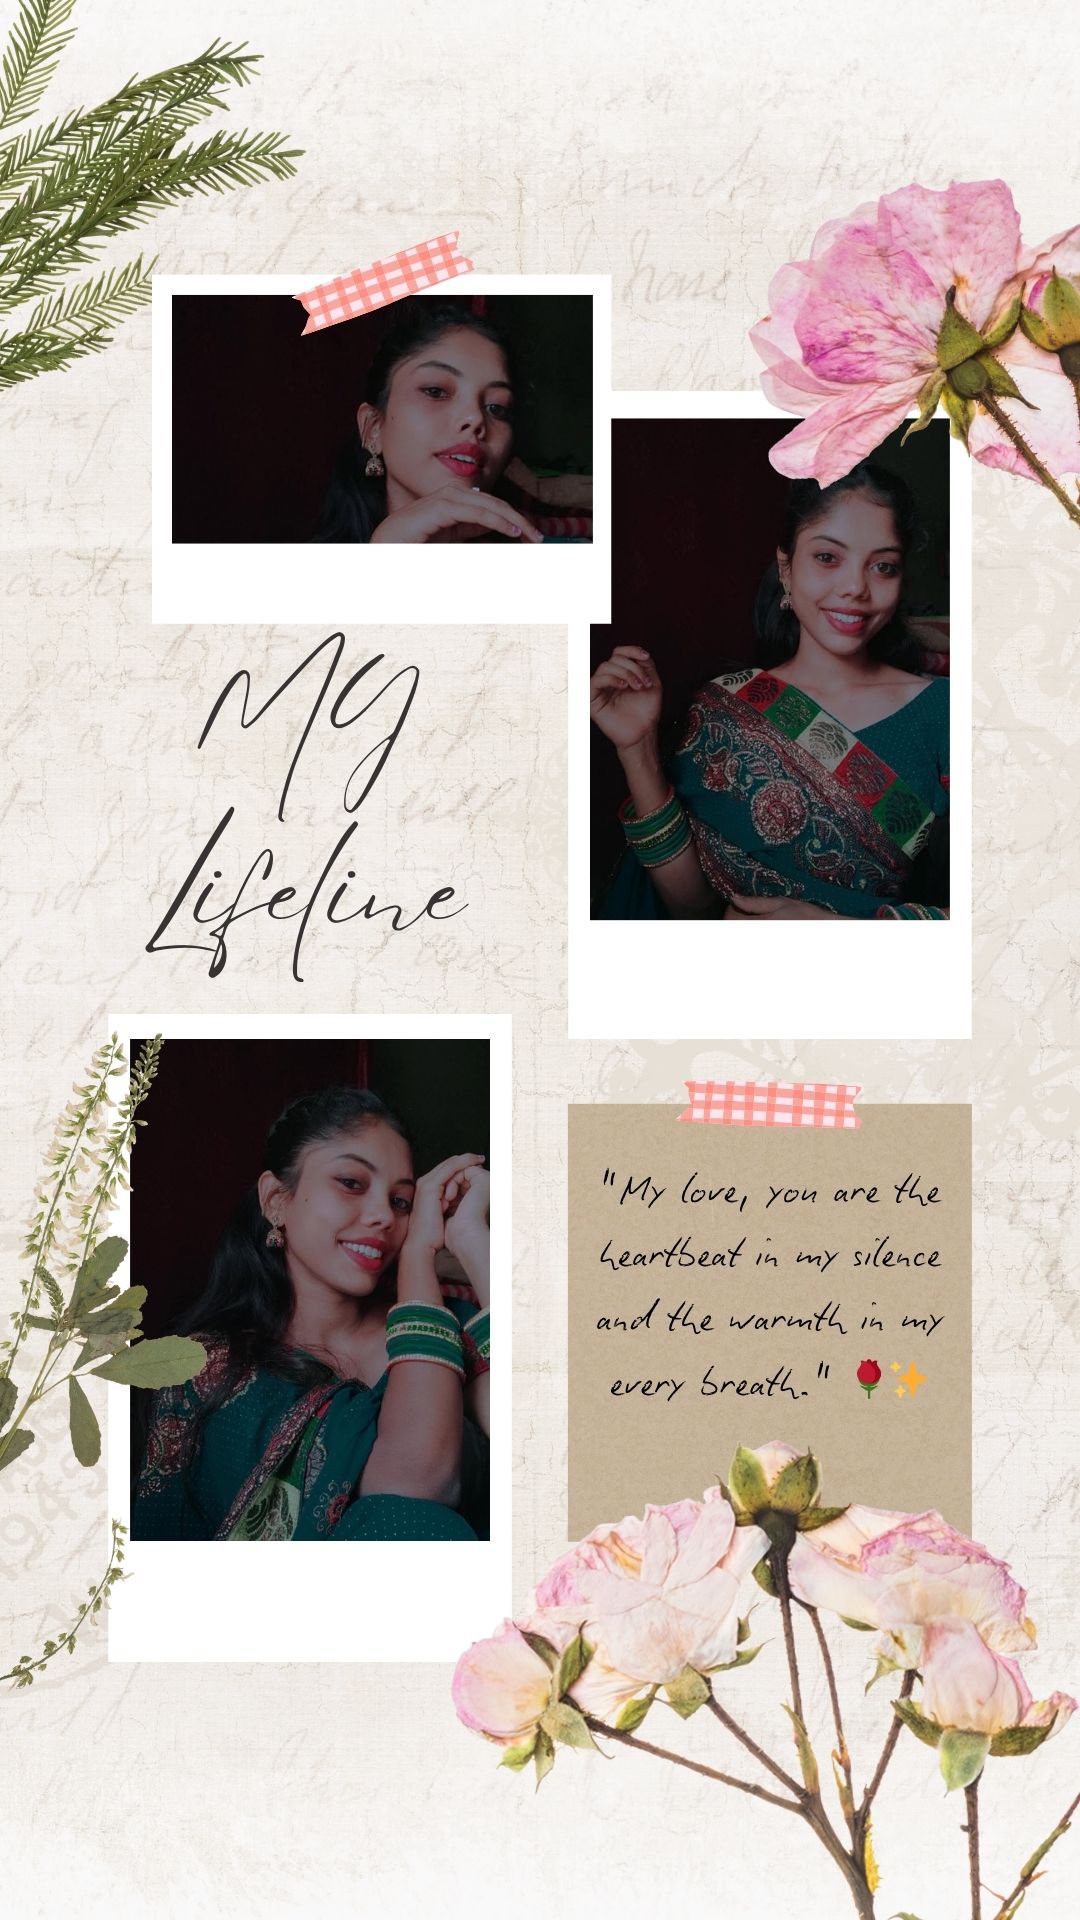 My
Lifeline
"My love, you are the
heartbeat in my silence
and the warmth in my
every breath." 🌹✨